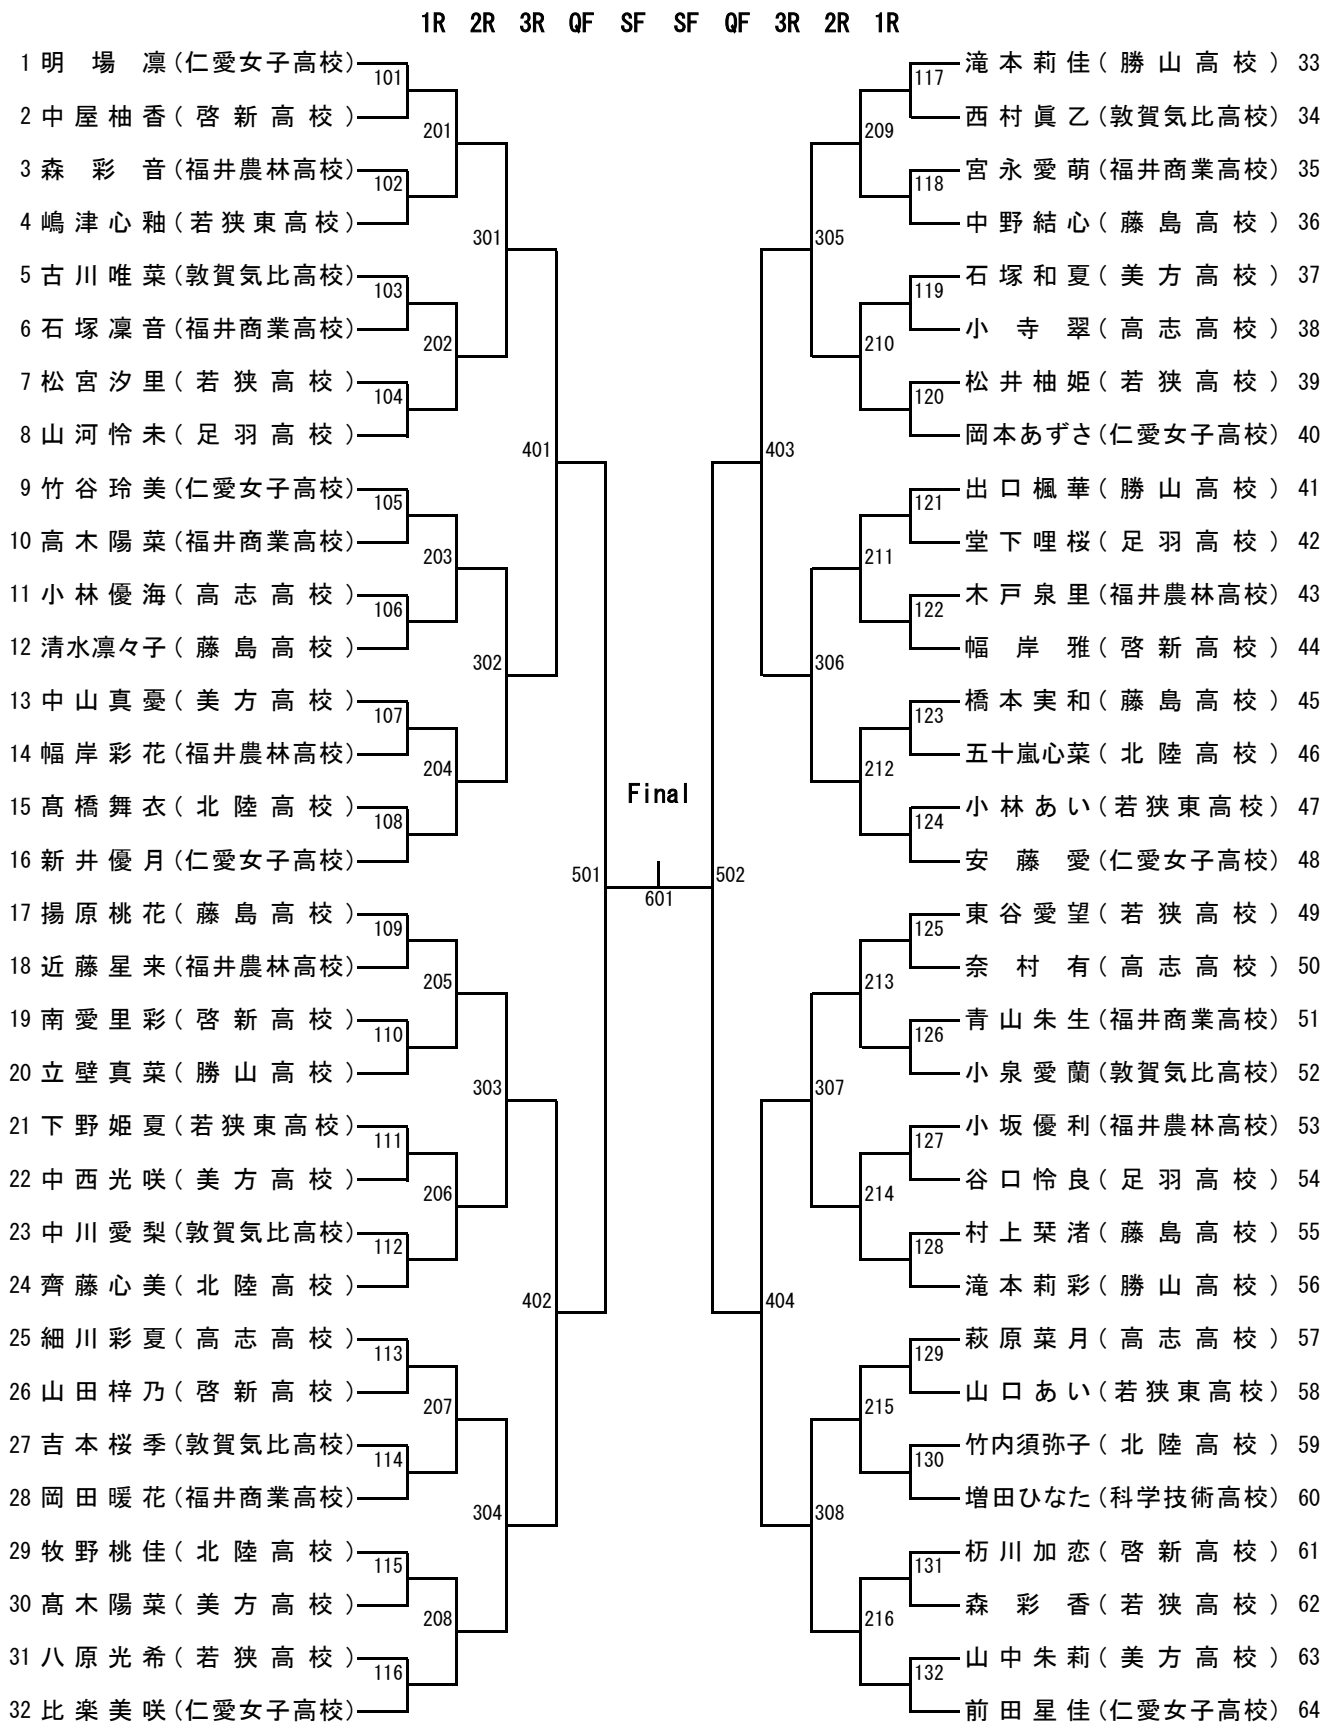 1R 2R 3R QF SF SF QF 3R 2R 1R
1 明場凛(仁愛女子高校)
2 中屋柚香(啓新高校)
3 森彩音(福井農林高校)
4 嶋津心釉(若狭東高校)
5 古川唯菜(敦賀気比高校)
6 石塚凜音(福井商業高校)
7 松宮汐里(若狭高校)
8 山河怜未(足羽高校)
9 竹谷玲美(仁愛女子高校)
10 高木陽菜(福井商業高校)
11 小林優海(高志高校)
12 清水凛々子(藤島高校)
13 中山真憂(美方高校)
14 幅岸彩花(福井農林高校)
15 髙橋舞衣(北陸高校)
16 新井優月(仁愛女子高校)
17 揚原桃花(藤島高校)
18 近藤星来(福井農林高校)
19 南愛里彩(啓新高校)
20 立壁真菜(勝山高校)
21 下野姫夏(若狭東高校)
22 中西光咲(美方高校)
23 中川愛梨(敦賀気比高校)
24 齊藤心美(北陸高校)
25 細川彩夏(高志高校)
26 山田梓乃(啓新高校)
27 吉本桜季(敦賀気比高校)
28 岡田暖花(福井商業高校)
29 牧野桃佳(北陸高校)
30 髙木陽菜(美方高校)
31 八原光希(若狭高校)
32 比楽美咲(仁愛女子高校)
101
102
103
104
105
106
107
108
109
110
111
112
113
114
115
116
201
202
203
204
205
206
207
208
301
302
303
304
401
402
501
Final
601
502
403
404
305
306
307
308
209
210
211
212
213
214
215
216
117
118
119
120
121
122
123
124
125
126
127
128
129
130
131
132
滝本莉佳(勝山高校) 33
西村眞乙(敦賀気比高校) 34
宮永愛萌(福井商業高校) 35
中野結心(藤島高校) 36
石塚和夏(美方高校) 37
小寺翠(高志高校) 38
松井柚姫(若狭高校) 39
岡本あずさ(仁愛女子高校) 40
出口楓華(勝山高校) 41
堂下哩桜(足羽高校) 42
木戸泉里(福井農林高校) 43
幅岸雅(啓新高校) 44
橋本実和(藤島高校) 45
五十嵐心菜(北陸高校) 46
小林あい(若狭東高校) 47
安藤愛(仁愛女子高校) 48
東谷愛望(若狭高校) 49
奈村有(高志高校) 50
青山朱生(福井商業高校) 51
小泉愛蘭(敦賀気比高校) 52
小坂優利(福井農林高校) 53
谷口怜良(足羽高校) 54
村上栞渚(藤島高校) 55
滝本莉彩(勝山高校) 56
萩原菜月(高志高校) 57
山口あい(若狭東高校) 58
竹内須弥子(北陸高校) 59
増田ひなた(科学技術高校) 60
杤川加恋(啓新高校) 61
森彩香(若狭高校) 62
山中朱莉(美方高校) 63
前田星佳(仁愛女子高校) 64